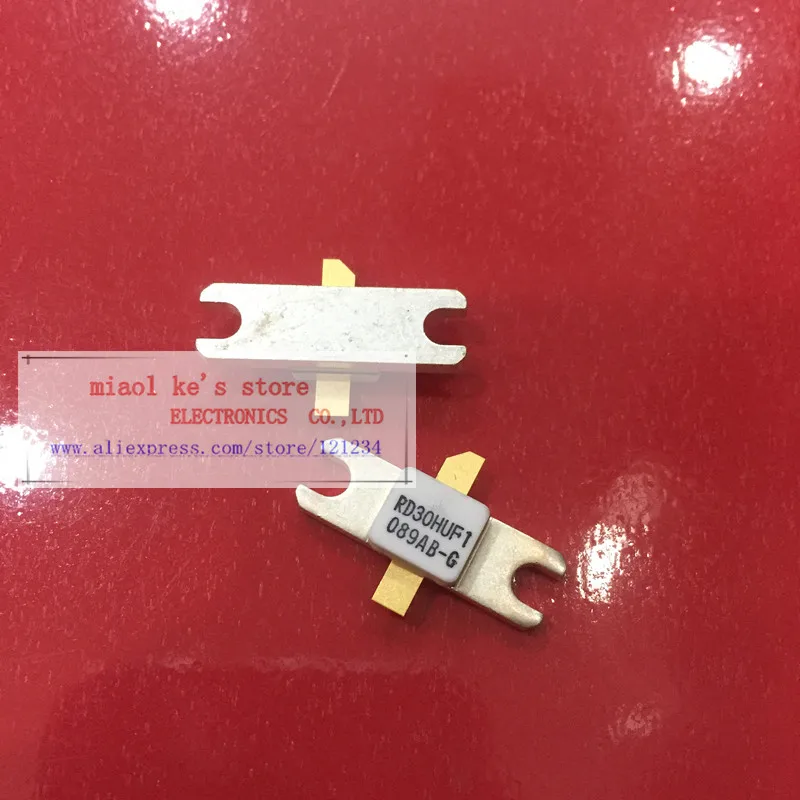 miaol ke's store
ELECTRONICS CO.,LTD
www.aliexpress.com/store/121234
RD30HUF1
089AB-G